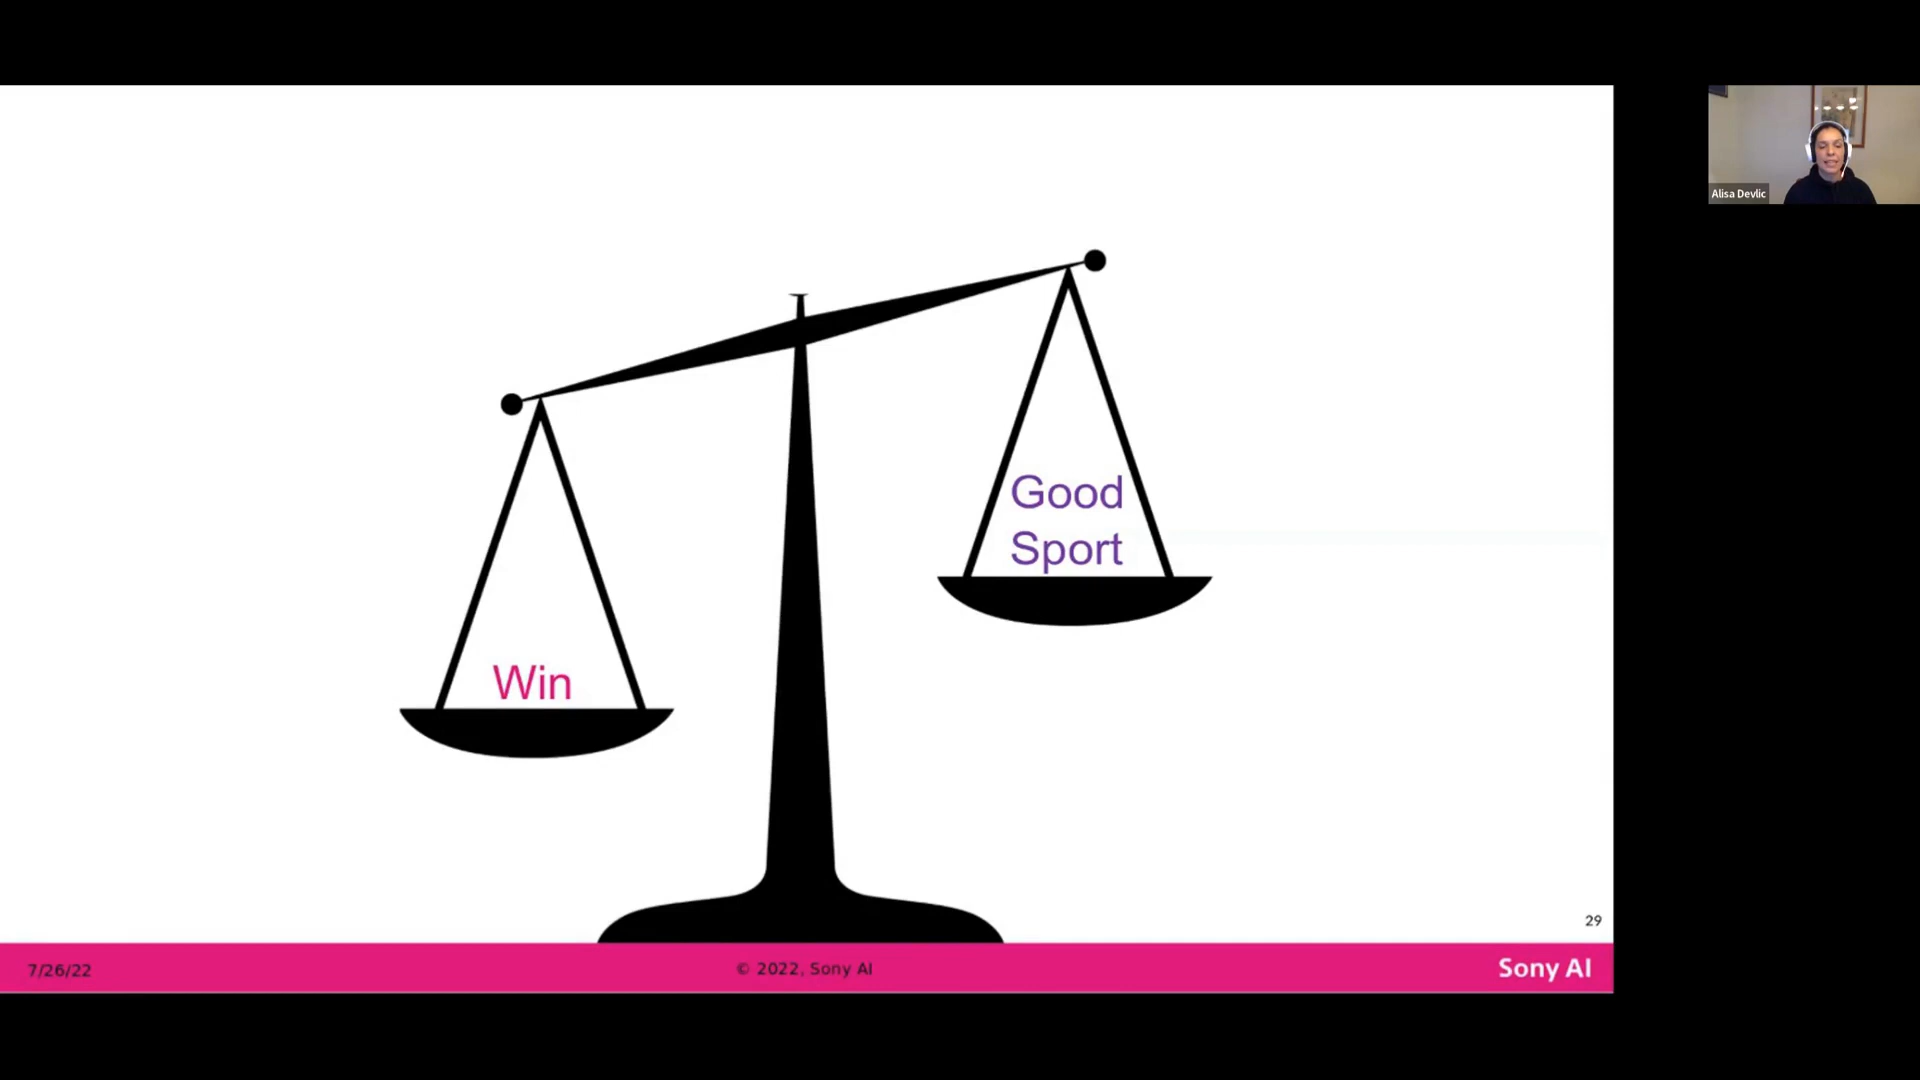 Alisa Devlic
Good
Sport
Win
29
7/26/22
© 2022, Sony AI
Sony AI